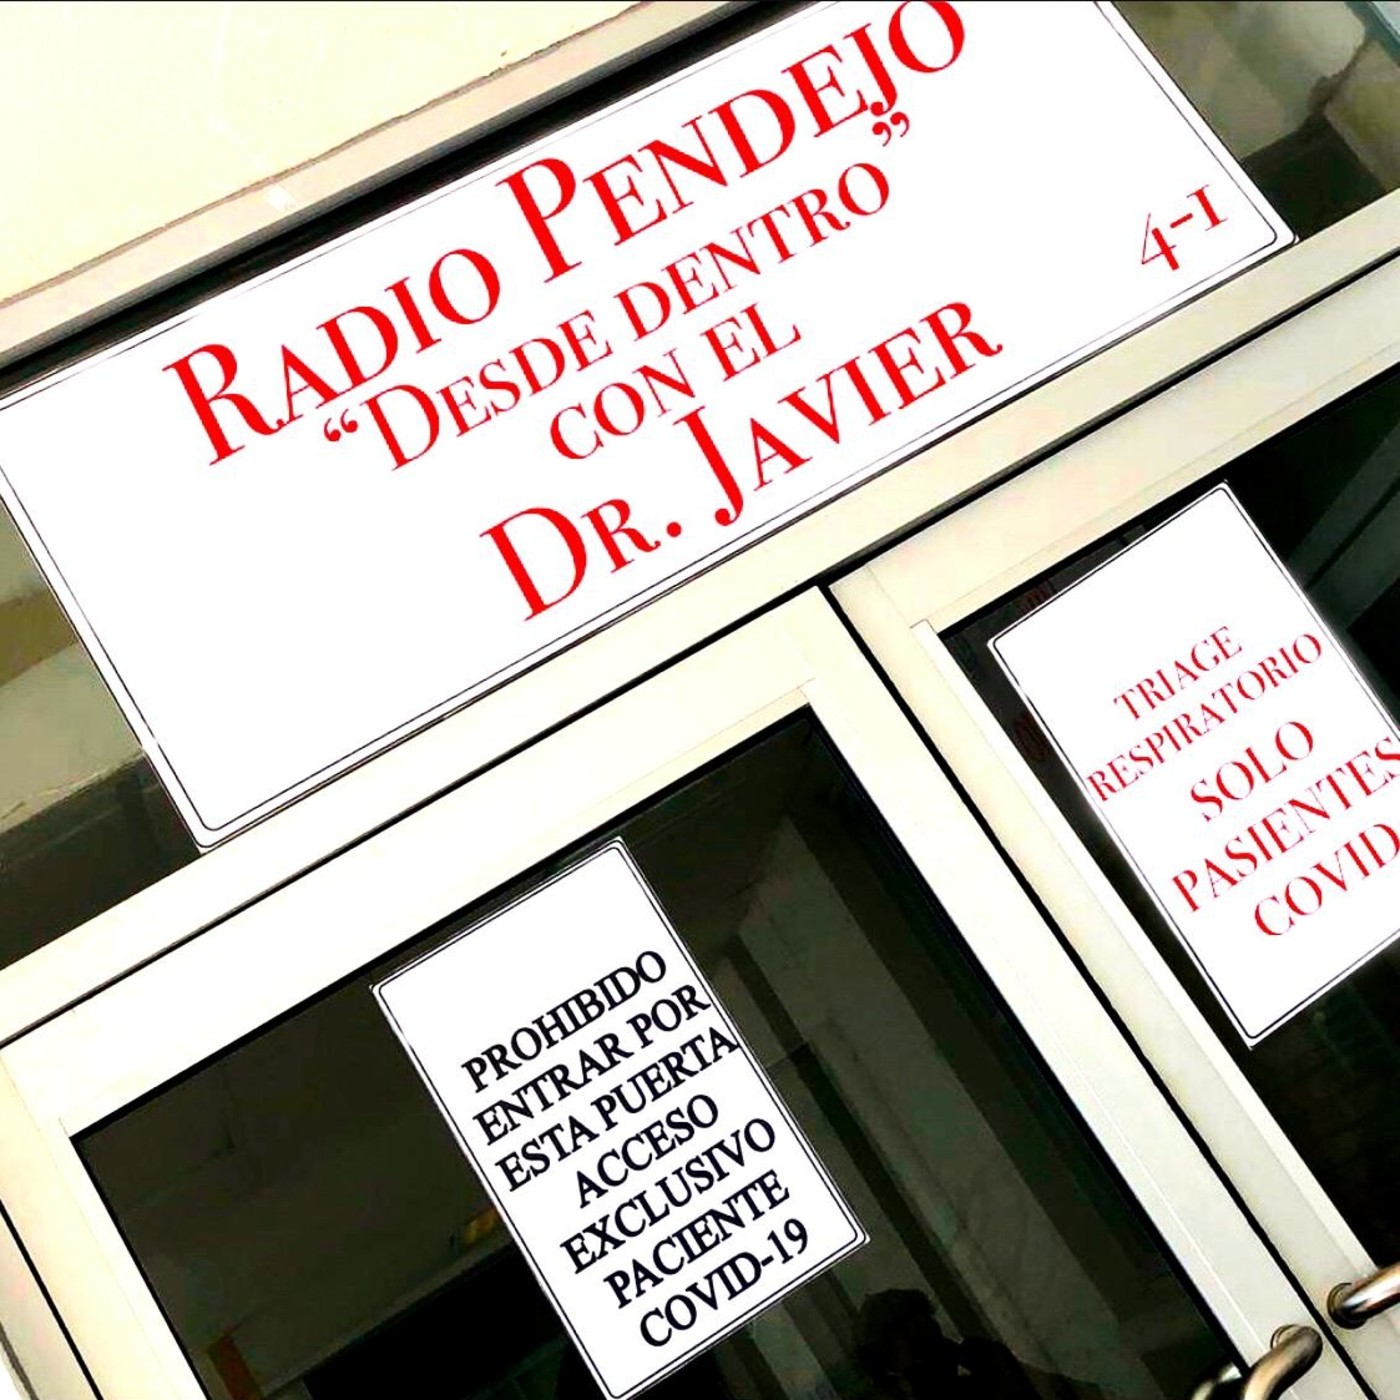 RADIO PENDEJO
“DESDE DENTRO”
CON EL
DR. JAVIER
4-1
TRIAGE
RESPIRATORIO
SOLO
PASIENTES
COVID
PROHIBIDO
ENTRAR POR
ESTA PUERTA
ACCESO
EXCLUSIVO
PACIENTE
COVID-19